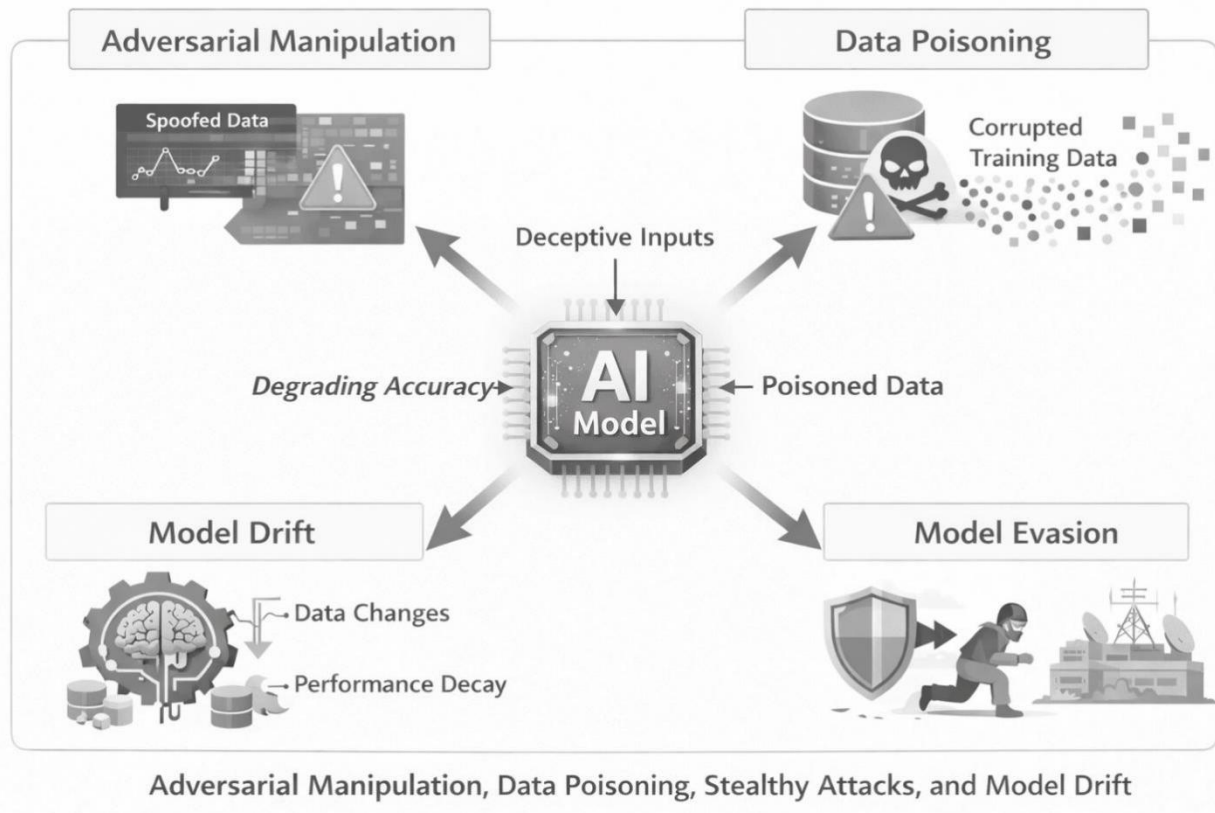 Adversarial Manipulation
Data Poisoning
Spoofed Data
Corrupted
Training Data
Deceptive Inputs
Degrading Accuracy
AI
Model
Poisoned Data
Model Drift
Model Evasion
Data Changes
Performance Decay
Adversarial Manipulation, Data Poisoning, Stealthy Attacks, and Model Drift